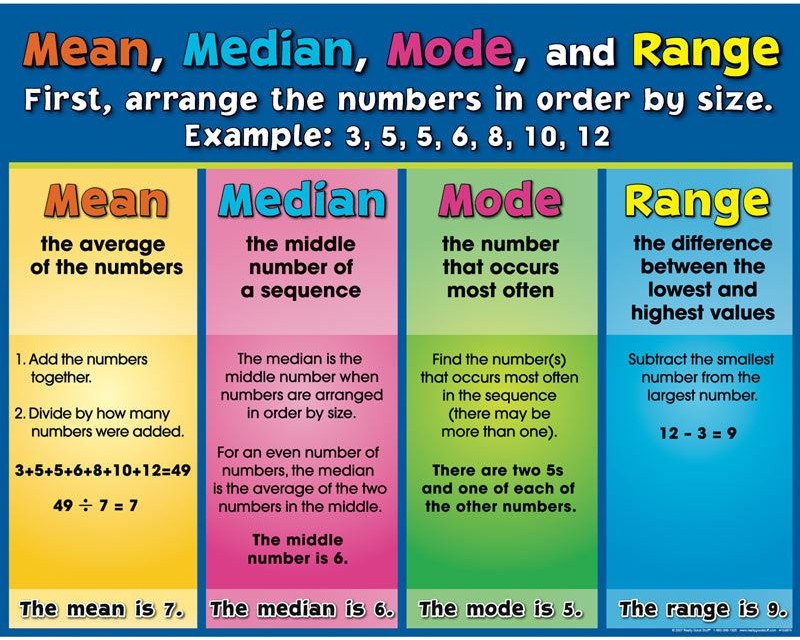 Mean, Median, Mode, and Range
First, arrange the numbers in order by size.
Example: 3, 5, 5, 6, 8, 10, 12
Mean
the average
of the numbers
1. Add the numbers
together.
2. Divide by how many
numbers were added.
3+5+5+6+8+10+12=49
49 ÷ 7 = 7
The mean is 7.
Median
the middle
number of
a sequence
The median is the
middle number when
numbers are arranged
in order by size.
For an even number of
numbers, the median
is the average of the two
numbers in the middle.
The middle
number is 6.
The median is 6.
Mode
the number
that occurs
most often
Find the number(s)
that occurs most often
in the sequence
(there may be
more than one).
There are two 5s
and one of each of
the other numbers.
The mode is 5.
Range
the difference
between the
lowest and
highest values
Subtract the smallest
number from the
largest number.
12 - 3 = 9
The range is 9.